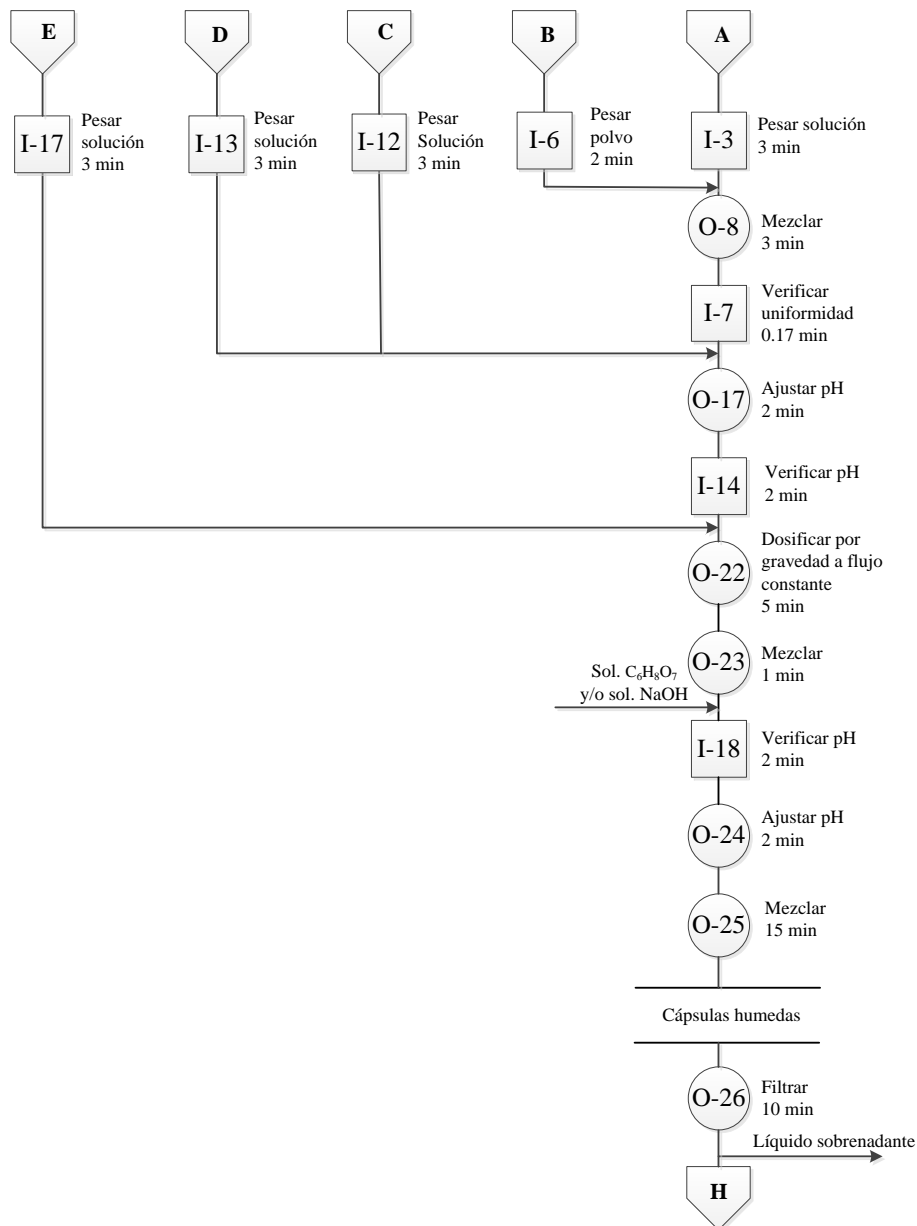 E
D
C
B
A
I-17
Pesar
solución
3 min
I-13
Pesar
solución
3 min
I-12
Pesar
Solución
3 min
I-6
Pesar
polvo
2 min
I-3
Pesar solución
3 min
O-8
Mezclar
3 min
I-7
Verificar
uniformidad
0.17 min
O-17
Ajustar pH
2 min
I-14
Verificar pH
2 min
O-22
Dosificar por
gravedad a flujo
constante
5 min
O-23
Mezclar
1 min
Sol. C₆H₈O₇
y/o sol. NaOH
I-18
Verificar pH
2 min
O-24
Ajustar pH
2 min
O-25
Mezclar
15 min
Cápsulas humedas
O-26
Filtrar
10 min
Líquido sobrenadante
H